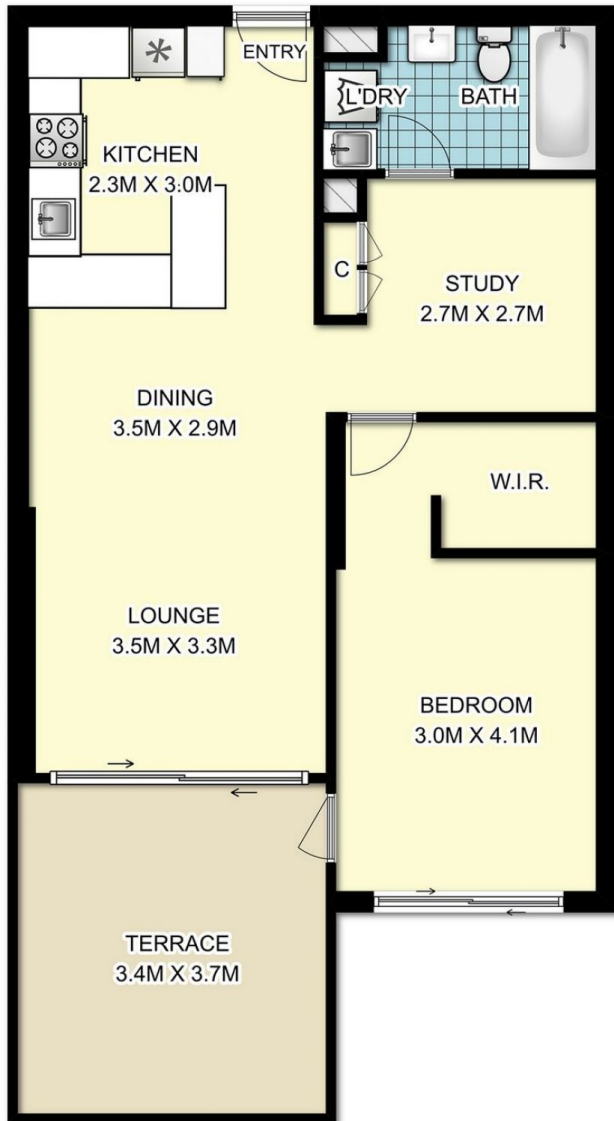 ENTRY
L'DRY
BATH
KITCHEN
2.3M X 3.0M
C
STUDY
2.7M X 2.7M
DINING
3.5M X 2.9M
W.I.R.
LOUNGE
3.5M X 3.3M
BEDROOM
3.0M X 4.1M
TERRACE
3.4M X 3.7M